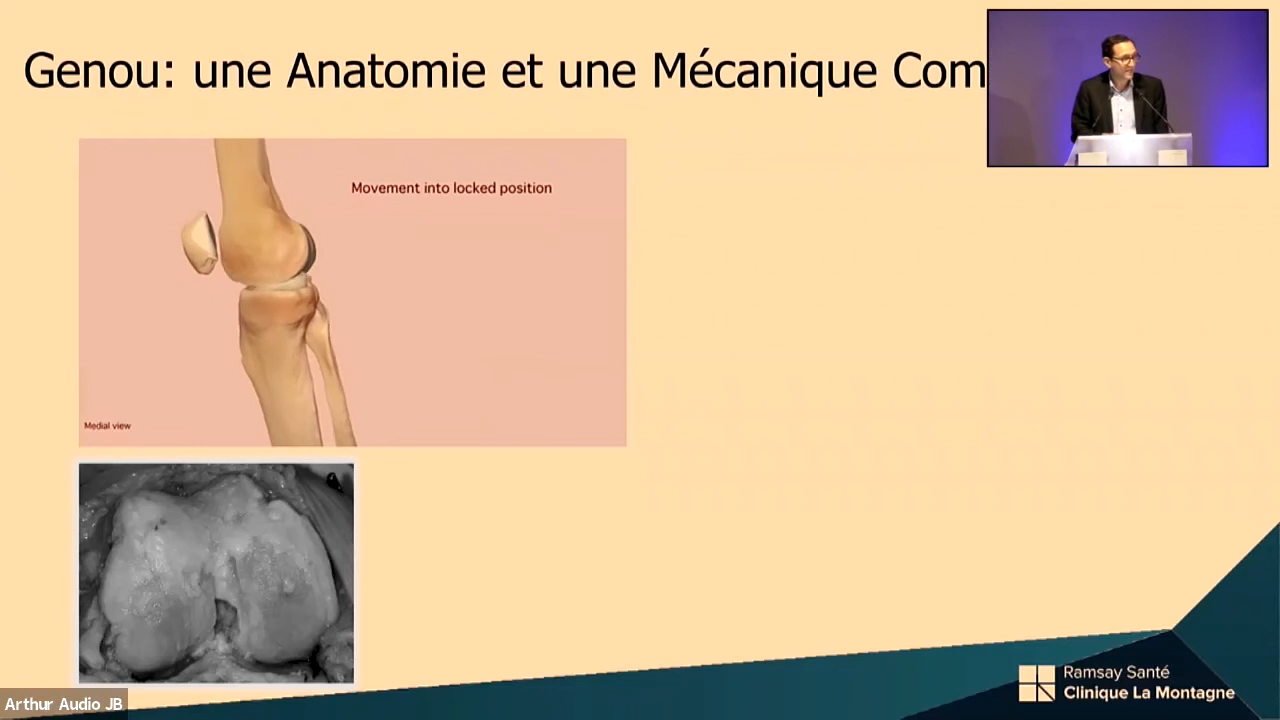 Genou: une Anatomie et une Mécanique Com
Movement into locked position
Medial view
Ramsay Santé
Clinique La Montagne
Arthur Audio JB